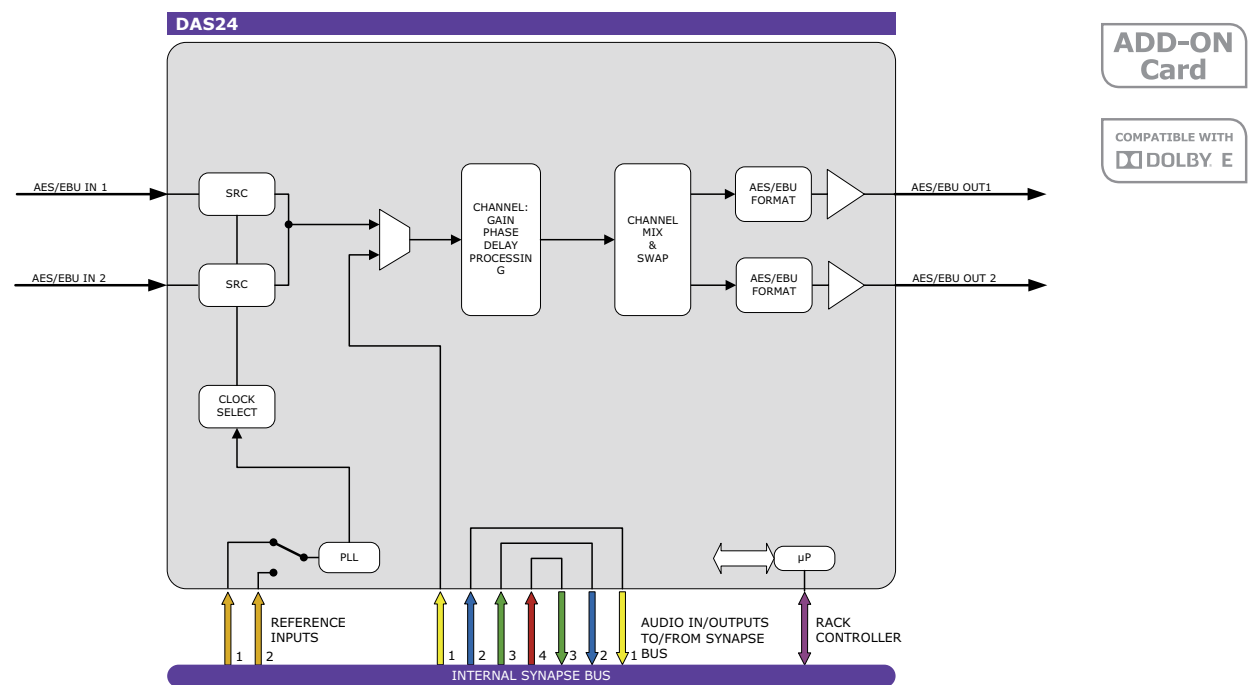 DAS24
ADD-ON
Card
COMPATIBLE WITH
DOLBY E
AES/EBU IN 1
SRC
AES/EBU IN 2
SRC
CLOCK
SELECT
PLL
CHANNEL:
GAIN
PHASE
DELAY
PROCESSIN
G
CHANNEL
MIX
&
SWAP
AES/EBU
FORMAT
AES/EBU OUT1
AES/EBU
FORMAT
AES/EBU OUT 2
µP
REFERENCE
INPUTS
1
2
1
2
3
4
3
2
1
AUDIO IN/OUTPUTS
TO/FROM SYNAPSE
BUS
RACK
CONTROLLER
INTERNAL SYNAPSE BUS